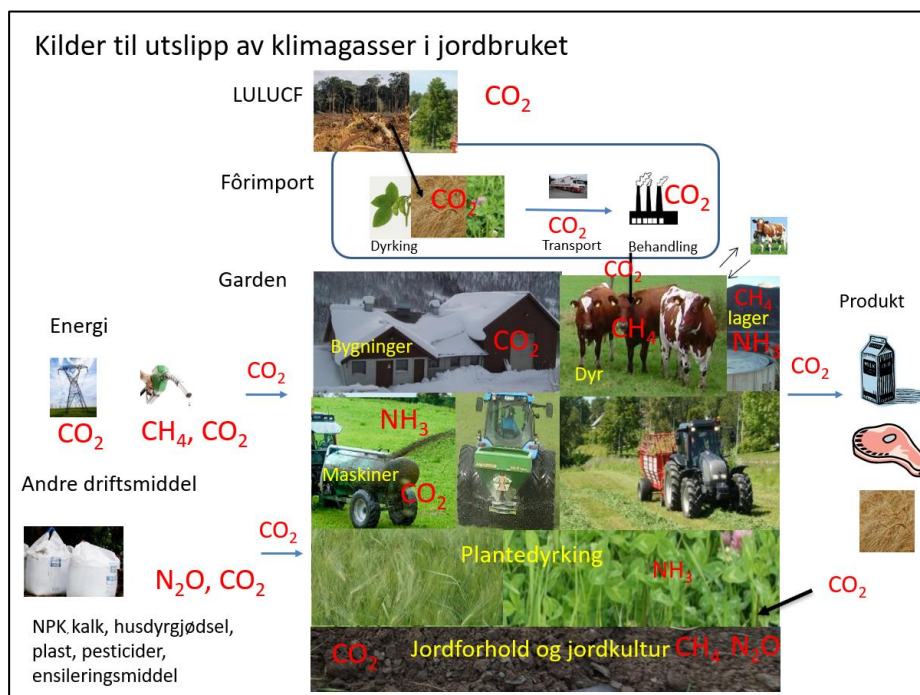 Kilder til utslipp av klimagasser i jordbruket
LULUCF
CO₂
Fôrimport
CO₂
CO₂
CO₂
Dyrking
Transport
Behandling
Garden
CO₂
Energi
Produkt
CH₄
lager
NH₃
CH₄
Bygninger
CO₂
Dyr
CO₂
CO₂
CO₂
CH₄, CO₂
NH₃
Maskiner
CO₂
Andre driftsmiddel
CO₂
Plantedyrking
NH₃
N₂O, CO₂
CO₂
NPK, kalk, husdyrgjødsel,
plast, pesticider,
ensileringsmiddel
CO₂
Jordforhold og jordkultur
CH₄
N₂O